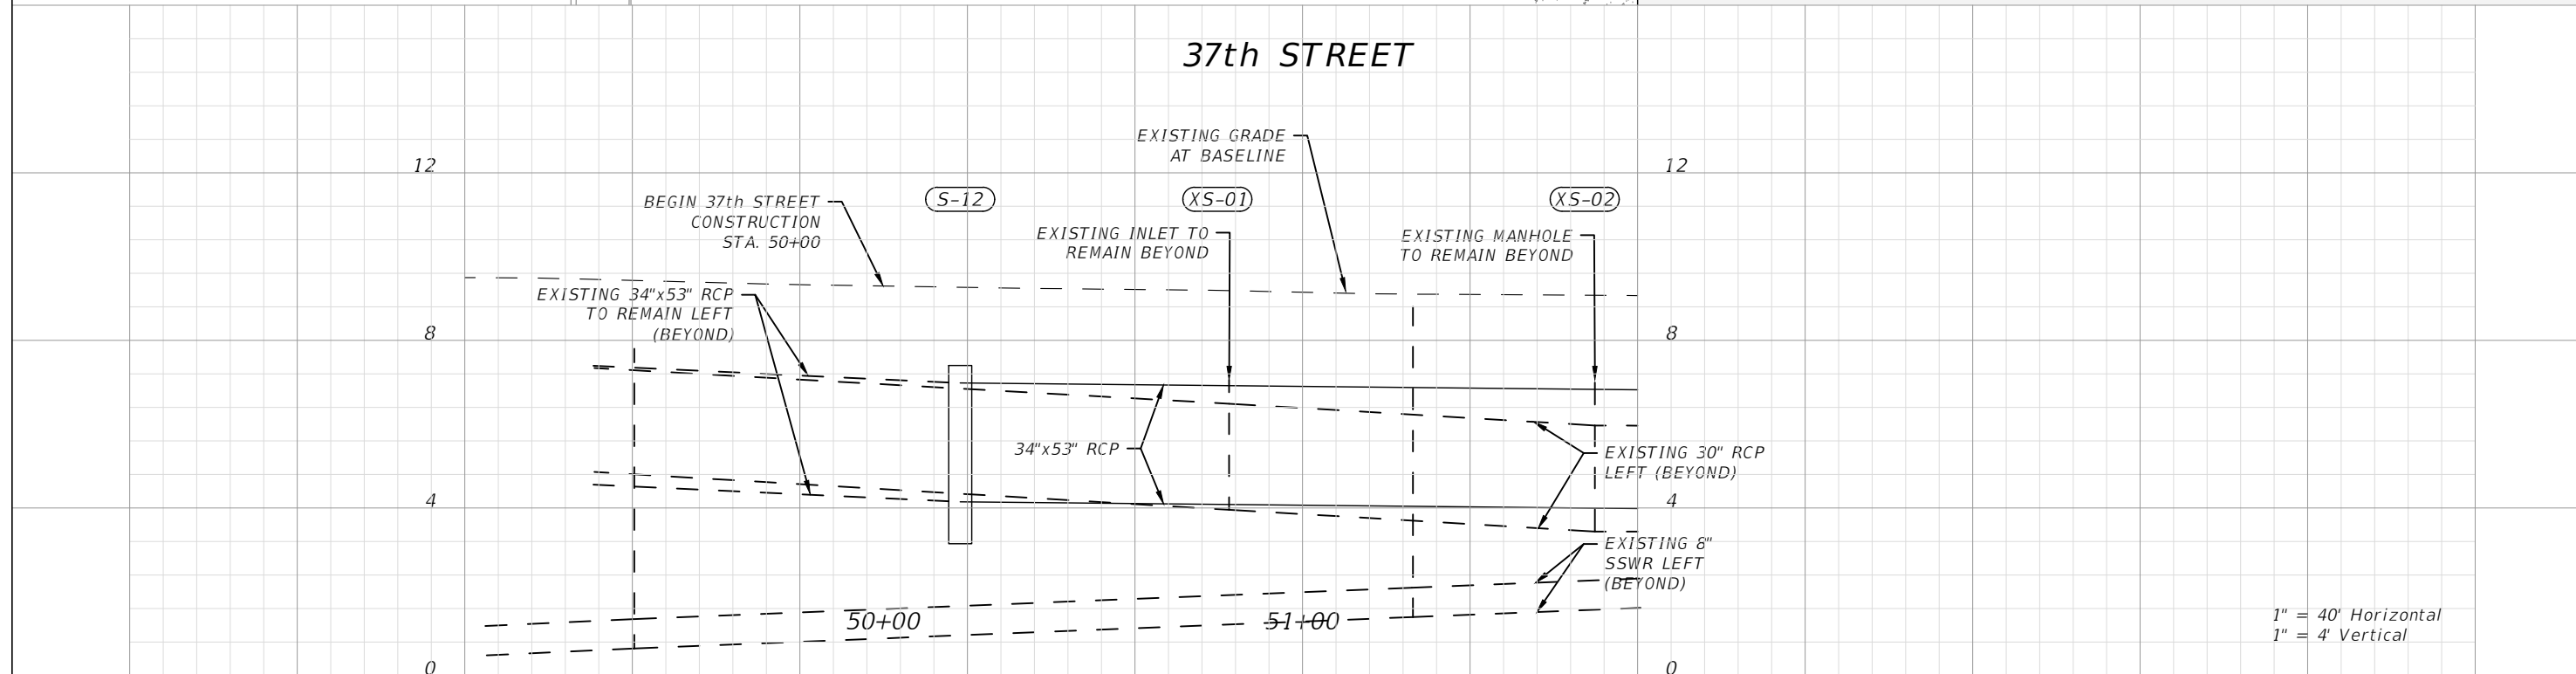 37th STREET
EXISTING GRADE
AT BASELINE
12
12
S-12
XS-01
XS-02
BEGIN 37th STREET
CONSTRUCTION
STA. 50+00
EXISTING INLET TO
REMAIN BEYOND
EXISTING MANHOLE
TO REMAIN BEYOND
EXISTING 34"x53" RCP
TO REMAIN LEFT
(BEYOND)
8
8
34"x53" RCP
EXISTING 30" RCP
LEFT (BEYOND)
4
4
EXISTING 8"
SSWR LEFT
(BEYOND)
50+00
51+00
1" = 40' Horizontal
1" = 4' Vertical
0
0